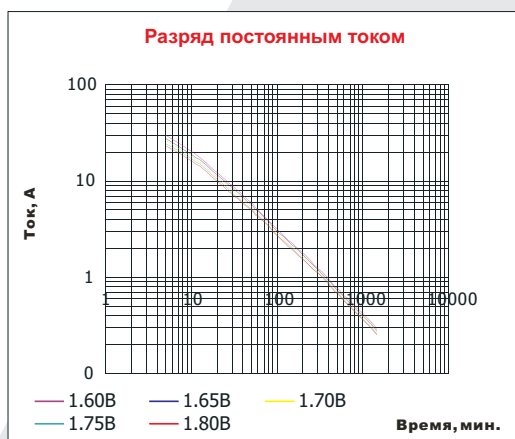 Разряд постоянным током
100
10
1
0
1 10 100 1000 10000
Ток, А
1.60В 1.65В 1.70В
1.75В 1.80В
Время, мин.